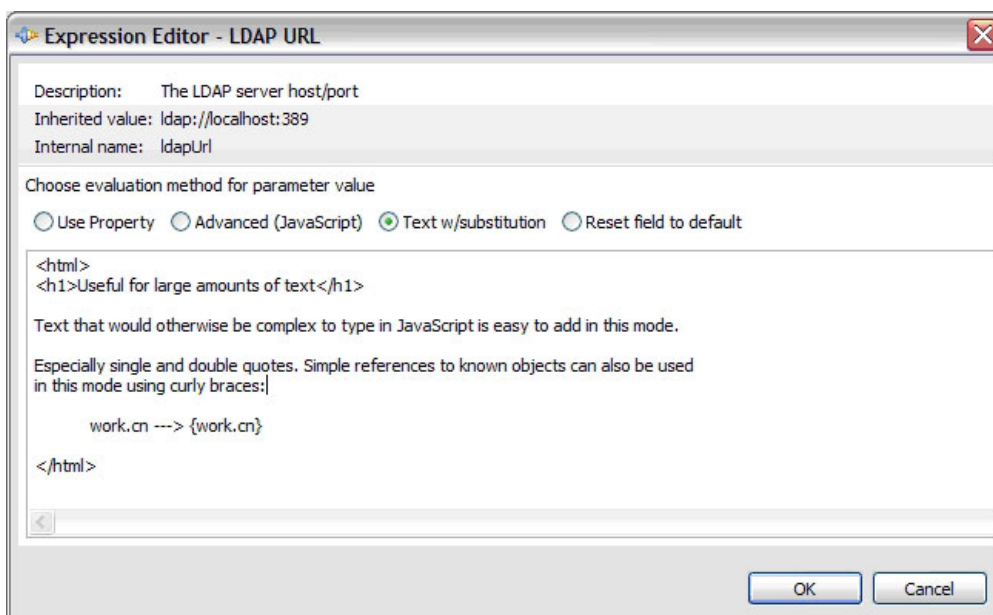 Expression Editor - LDAP URL
Description: The LDAP server host/port
Inherited value: ldap://localhost:389
Internal name: ldapUrl
Choose evaluation method for parameter value
Use Property Advanced (JavaScript) Text w/substitution Reset field to default
<html>
<h1>Useful for large amounts of text</h1>
Text that would otherwise be complex to type in JavaScript is easy to add in this mode.
Especially single and double quotes. Simple references to known objects can also be used
in this mode using curly braces:
work.cn ---> {work.cn}
</html>
OK Cancel